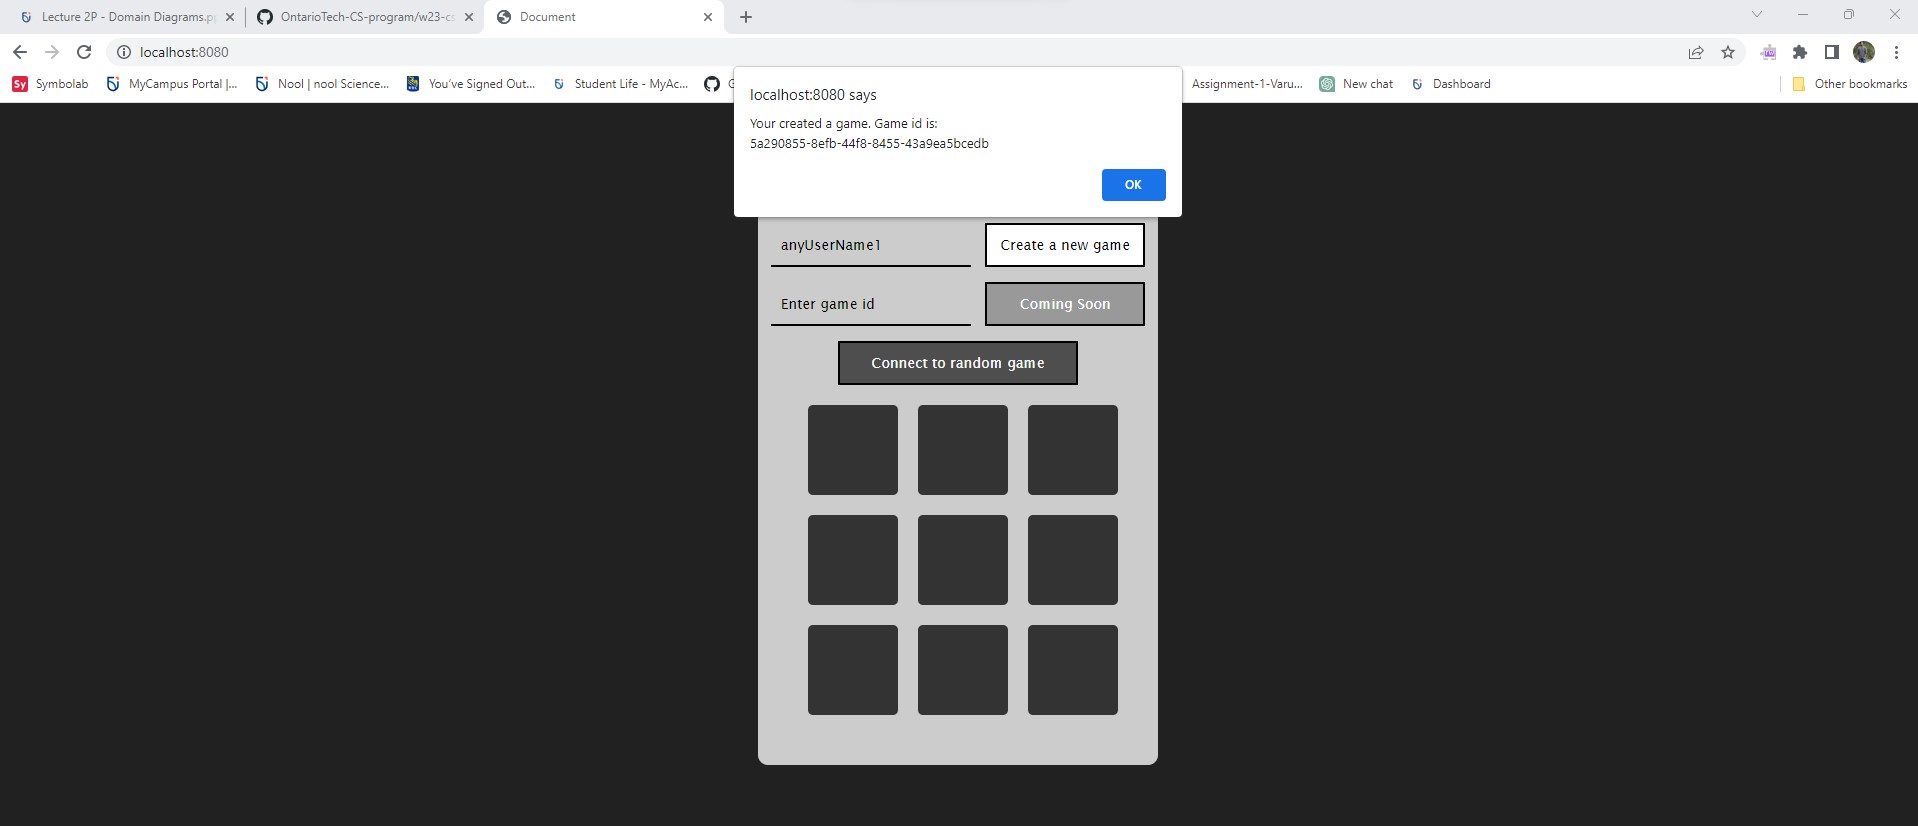 Lecture 2P - Domain Diagrams.pp
OntarioTech-CS-program/w23-cs
Document
localhost:8080
Sy Symbolab
MyCampus Portal |...
Nool | nool Science...
You've Signed Out...
Student Life - MyAc...
G
Assignment-1-Varu...
New chat
Dashboard
Other bookmarks
localhost:8080 says
Your created a game. Game id is:
5a290855-8efb-44f8-8455-43a9ea5bcedb
OK
anyUserName1
Create a new game
Enter game id
Coming Soon
Connect to random game